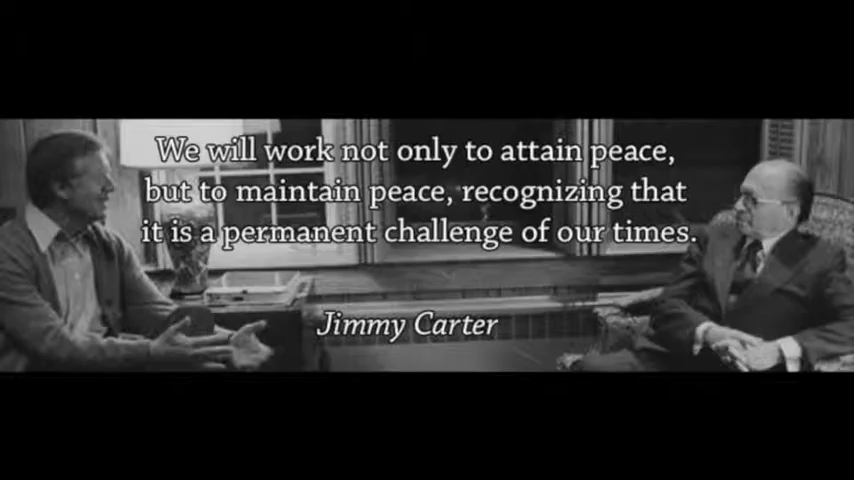 We will work not only to attain peace,
but to maintain peace, recognizing that
it is a permanent challenge of our times.
Jimmy Carter